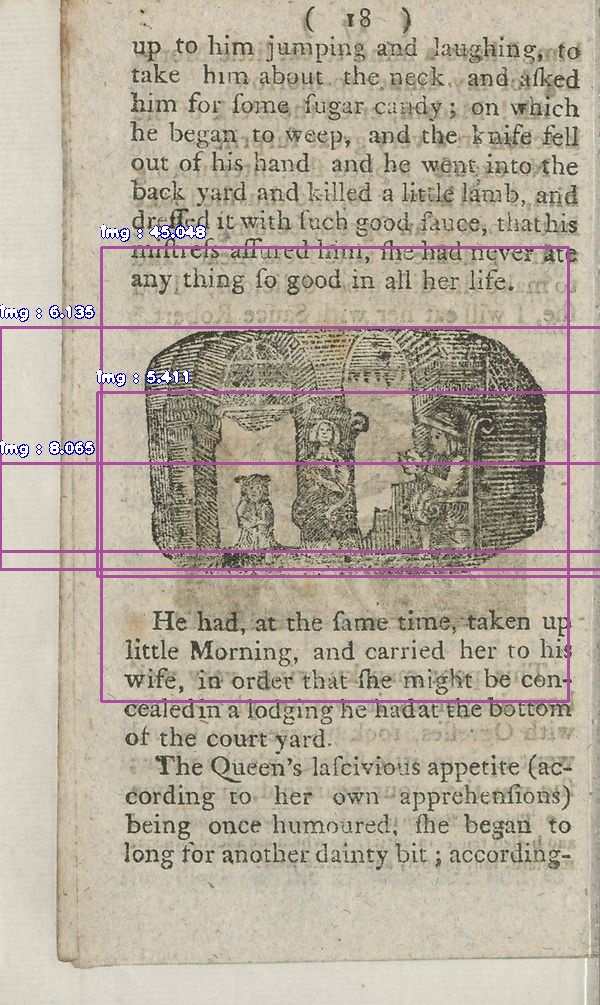 ( 18 )
up to him jumping and laughing, to
take him about the neck, and aſked
him for ſome ſugar candy; on which
he began to weep, and the knife fell
out of his hand and he went into the
back yard and killed a little lamb, and
dreſſed it with ſuch good ſauce, that his
img : 45.048
miſtreſs aſſured him, ſhe had never ate
any thing ſo good in all her life.
img : 6.135
img : 5.411
img : 8.065
He had, at the ſame time, taken up
little Morning, and carried her to his
wife, in order that ſhe might be con-
cealed in a lodging he had at the bottom
of the court yard.
The Queen's laſcivious appetite (ac-
cording to her own apprehenſions)
being once humoured, ſhe began to
long for another dainty bit; according-